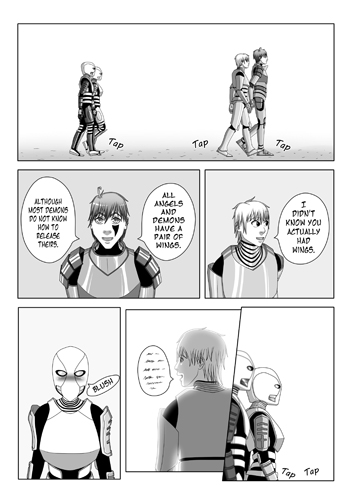 Tap
Tap
Tap
ALTHOUGH
MOST DEMONS
DO NOT KNOW
HOW TO
RELEASE
THEIRS.
ALL
ANGELS
AND
DEMONS
HAVE A
PAIR OF
WINGS.
I
DIDN'T
KNOW YOU
ACTUALLY
HAD
WINGS.
BLUSH
Tap
Tap